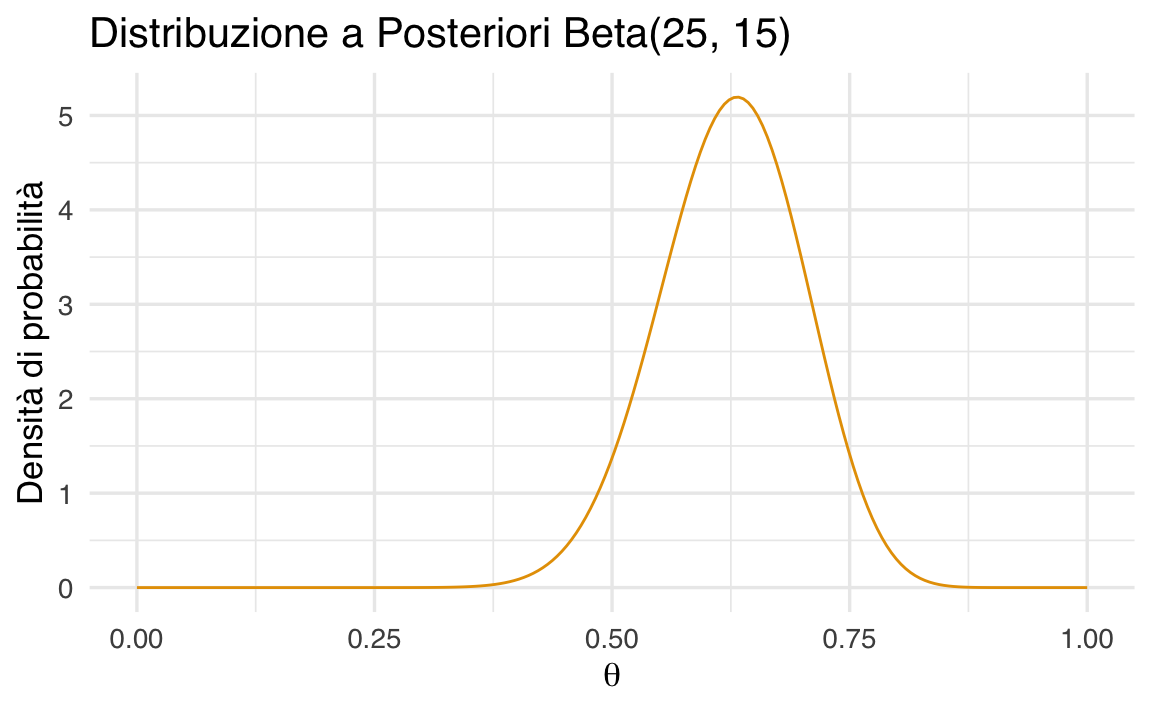 Distribuzione a Posteriori Beta(25, 15)
Densità di probabilità
5
4
3
2
1
0
0.00 0.25 0.50 0.75 1.00
θ